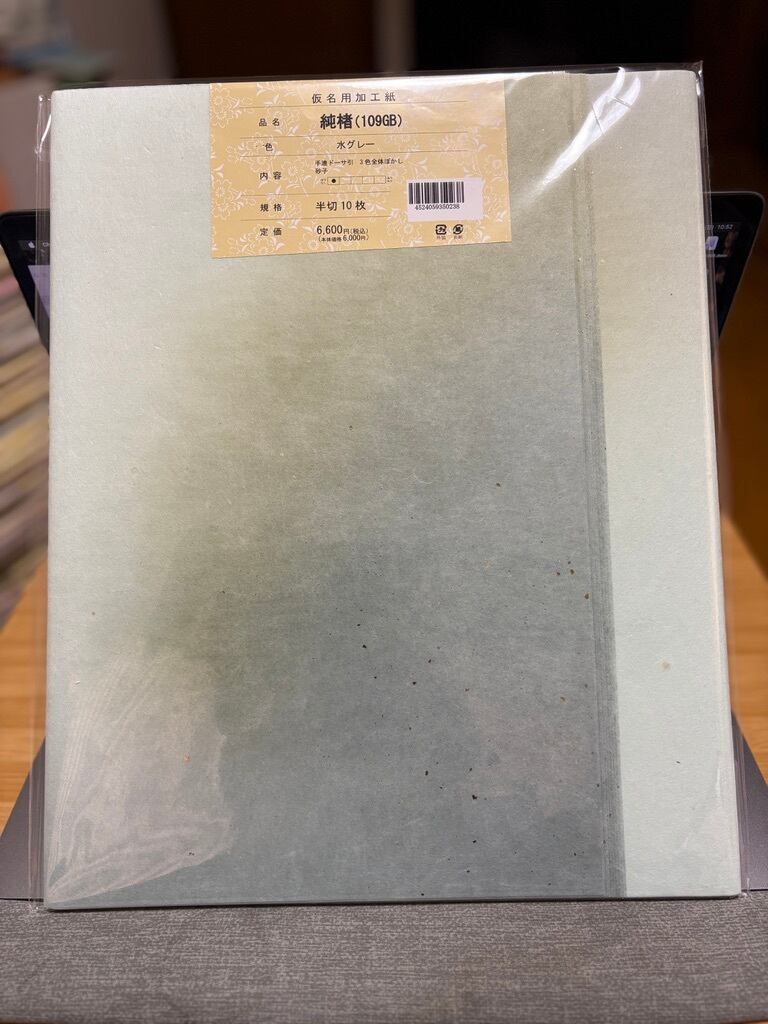 仮名用加工紙
品名 純楮(109GB)
色 水グレー
内容 手漉ドーサ引 3色全体ぼかし
砂子
規格 半切10枚
4524059350238
定価 6,600円(税込)
(本体価格6,000円)
10:52